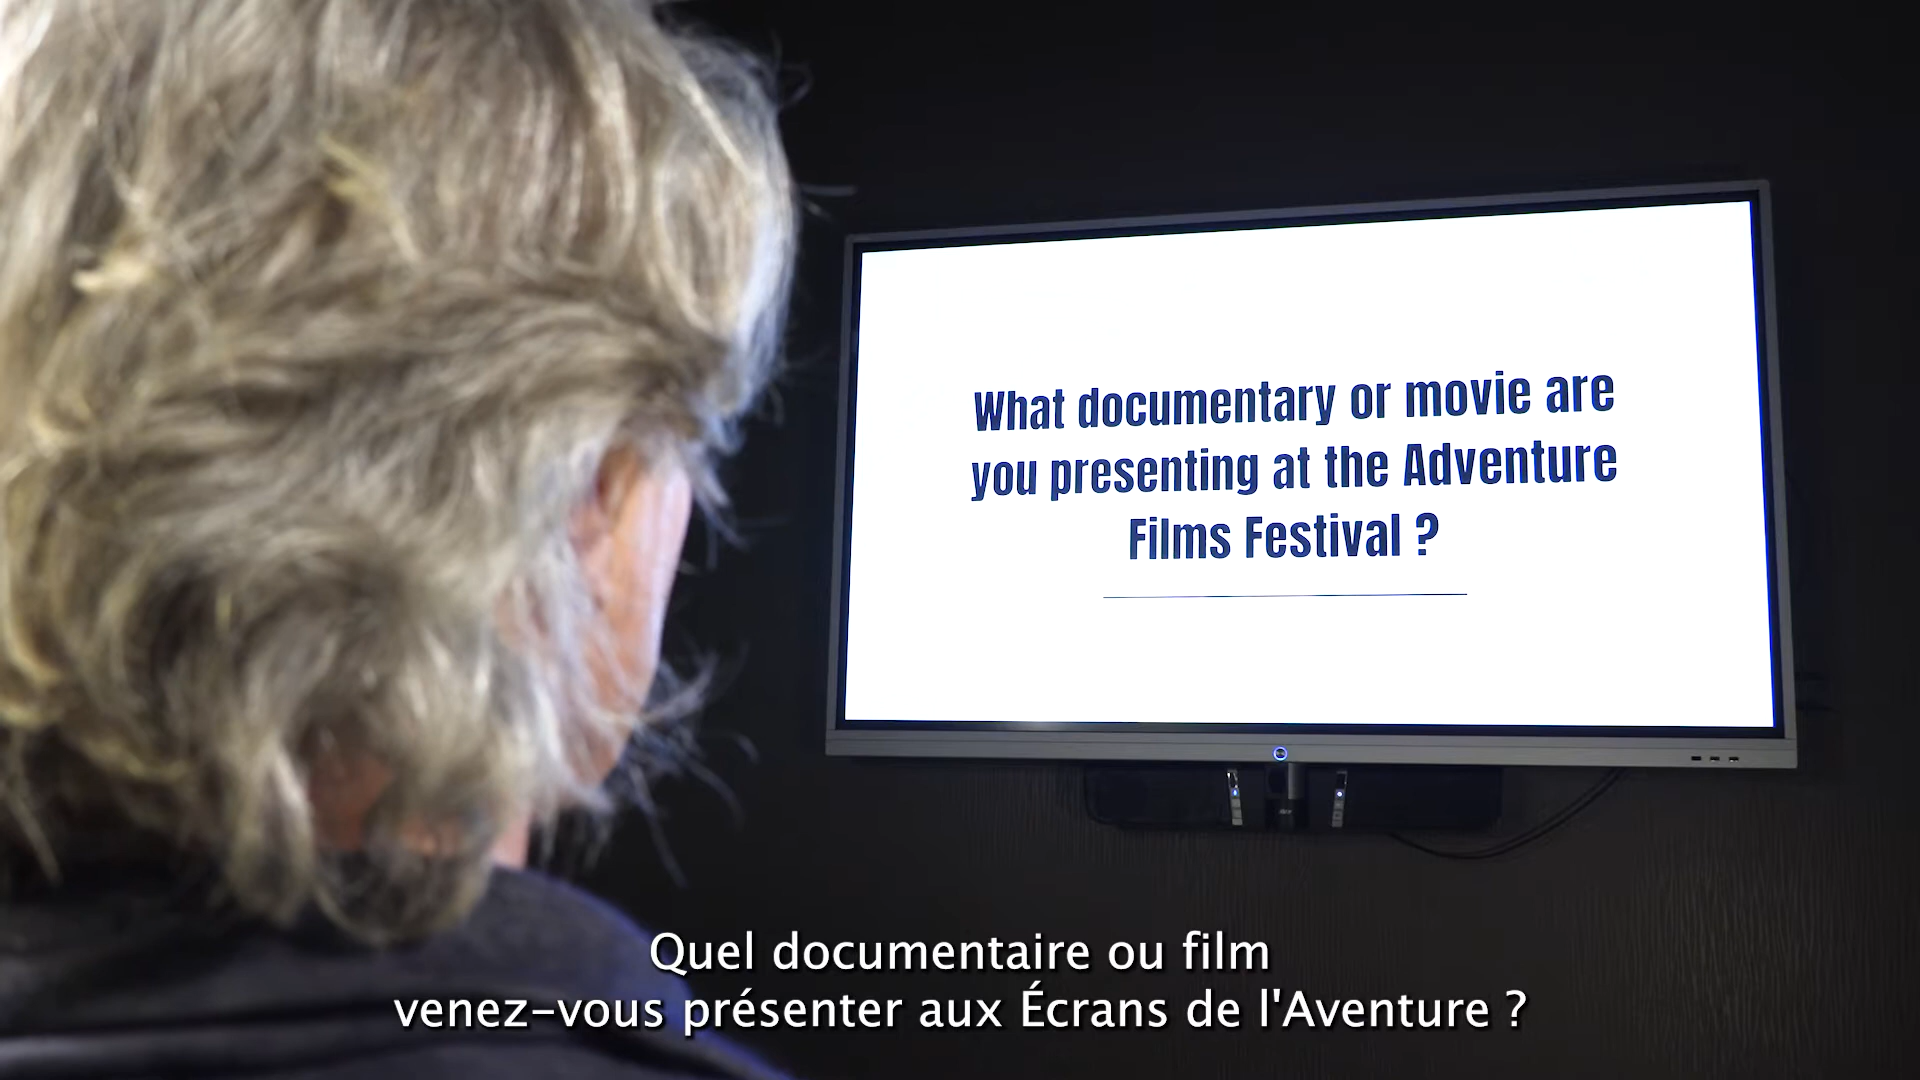 What documentary or movie are
you presenting at the Adventure
Films Festival ?
Quel documentaire ou film
venez-vous présenter aux Écrans de l'Aventure ?